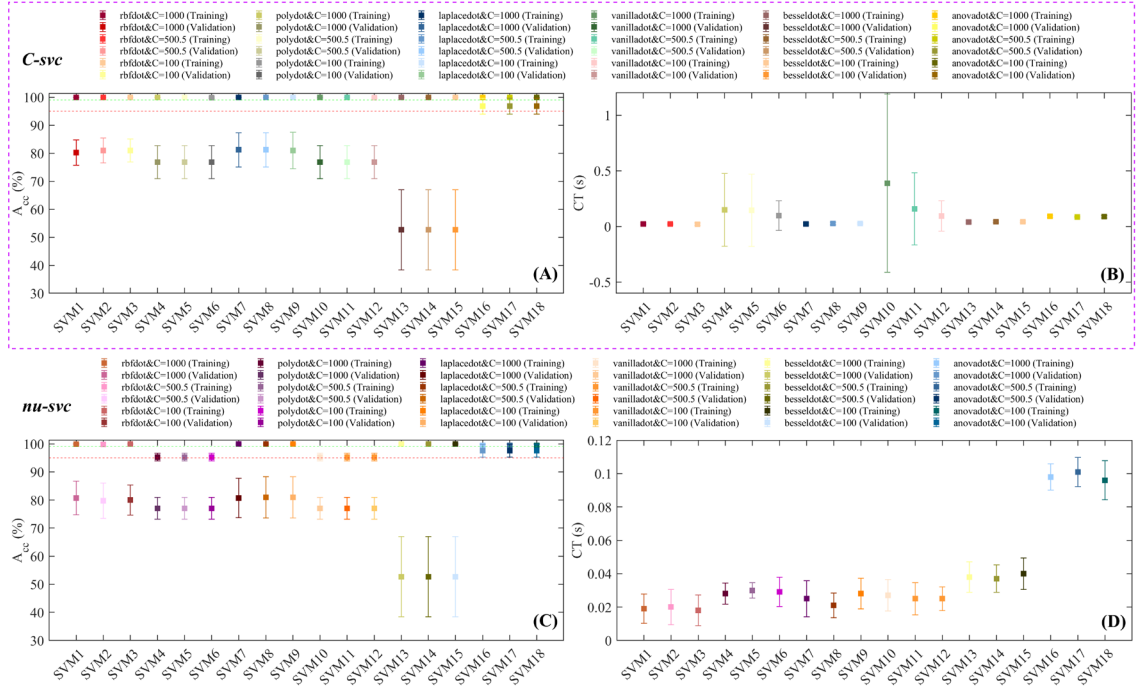 C-svc
rbfdot&C=1000 (Training)
rbfdot&C=1000 (Validation)
rbfdot&C=500.5 (Training)
rbfdot&C=500.5 (Validation)
rbfdot&C=100 (Training)
rbfdot&C=100 (Validation)
polydot&C=1000 (Training)
polydot&C=1000 (Validation)
polydot&C=500.5 (Training)
polydot&C=500.5 (Validation)
polydot&C=100 (Training)
polydot&C=100 (Validation)
laplacedot&C=1000 (Training)
laplacedot&C=1000 (Validation)
laplacedot&C=500.5 (Training)
laplacedot&C=500.5 (Validation)
laplacedot&C=100 (Training)
laplacedot&C=100 (Validation)
vanilladot&C=1000 (Training)
vanilladot&C=1000 (Validation)
vanilladot&C=500.5 (Training)
vanilladot&C=500.5 (Validation)
vanilladot&C=100 (Training)
vanilladot&C=100 (Validation)
besseldot&C=1000 (Training)
besseldot&C=1000 (Validation)
besseldot&C=500.5 (Training)
besseldot&C=500.5 (Validation)
besseldot&C=100 (Training)
besseldot&C=100 (Validation)
anovadot&C=1000 (Training)
anovadot&C=1000 (Validation)
anovadot&C=500.5 (Training)
anovadot&C=500.5 (Validation)
anovadot&C=100 (Training)
anovadot&C=100 (Validation)
Acc (%)
100
90
80
70
60
50
40
30
(A)
SVM1 SVM2 SVM3 SVM4 SVM5 SVM6 SVM7 SVM8 SVM9 SVM10 SVM11 SVM12 SVM13 SVM14 SVM15 SVM16 SVM17 SVM18
CT (s)
1
0.5
0
-0.5
(B)
SVM1 SVM2 SVM3 SVM4 SVM5 SVM6 SVM7 SVM8 SVM9 SVM10 SVM11 SVM12 SVM13 SVM14 SVM15 SVM16 SVM17 SVM18
nu-svc
rbfdot&C=1000 (Training)
rbfdot&C=1000 (Validation)
rbfdot&C=500.5 (Training)
rbfdot&C=500.5 (Validation)
rbfdot&C=100 (Training)
rbfdot&C=100 (Validation)
polydot&C=1000 (Training)
polydot&C=1000 (Validation)
polydot&C=500.5 (Training)
polydot&C=500.5 (Validation)
polydot&C=100 (Training)
polydot&C=100 (Validation)
laplacedot&C=1000 (Training)
laplacedot&C=1000 (Validation)
laplacedot&C=500.5 (Training)
laplacedot&C=500.5 (Validation)
laplacedot&C=100 (Training)
laplacedot&C=100 (Validation)
vanilladot&C=1000 (Training)
vanilladot&C=1000 (Validation)
vanilladot&C=500.5 (Training)
vanilladot&C=500.5 (Validation)
vanilladot&C=100 (Training)
vanilladot&C=100 (Validation)
besseldot&C=1000 (Training)
besseldot&C=1000 (Validation)
besseldot&C=500.5 (Training)
besseldot&C=500.5 (Validation)
besseldot&C=100 (Training)
besseldot&C=100 (Validation)
anovadot&C=1000 (Training)
anovadot&C=1000 (Validation)
anovadot&C=500.5 (Training)
anovadot&C=500.5 (Validation)
anovadot&C=100 (Training)
anovadot&C=100 (Validation)
Acc (%)
100
90
80
70
60
50
40
30
(C)
SVM1 SVM2 SVM3 SVM4 SVM5 SVM6 SVM7 SVM8 SVM9 SVM10 SVM11 SVM12 SVM13 SVM14 SVM15 SVM16 SVM17 SVM18
CT (s)
0.12
0.1
0.08
0.06
0.04
0.02
0
(D)
SVM1 SVM2 SVM3 SVM4 SVM5 SVM6 SVM7 SVM8 SVM9 SVM10 SVM11 SVM12 SVM13 SVM14 SVM15 SVM16 SVM17 SVM18